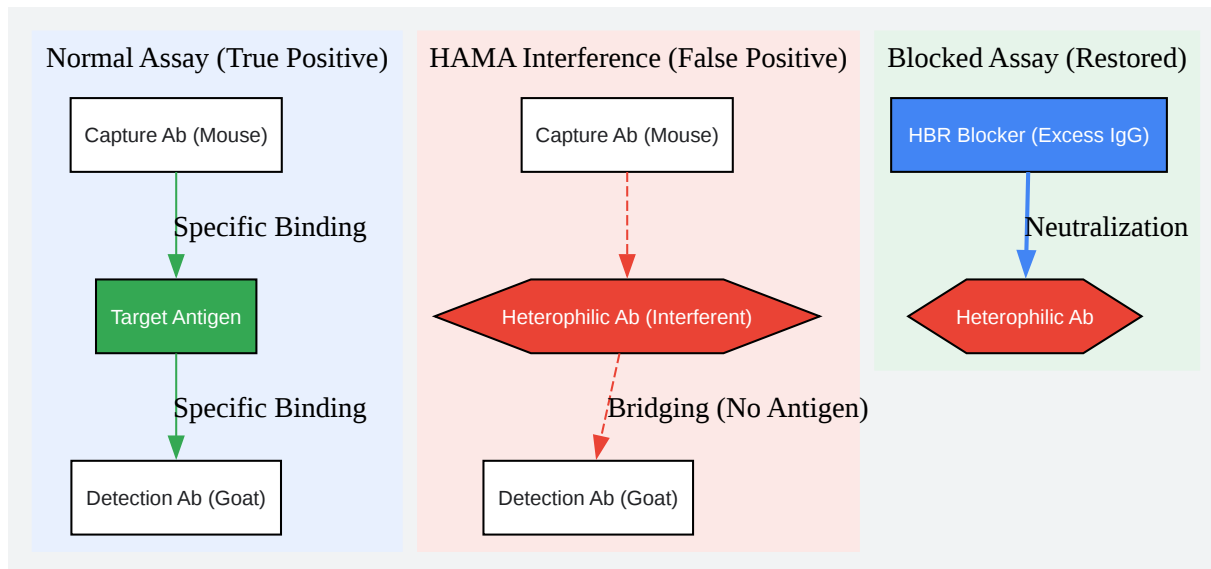 Normal Assay (True Positive)
Capture Ab (Mouse)
Specific Binding
Target Antigen
Specific Binding
Detection Ab (Goat)
HAMA Interference (False Positive)
Capture Ab (Mouse)
Heterophilic Ab (Interferent)
Bridging (No Antigen)
Detection Ab (Goat)
Blocked Assay (Restored)
HBR Blocker (Excess IgG)
Neutralization
Heterophilic Ab